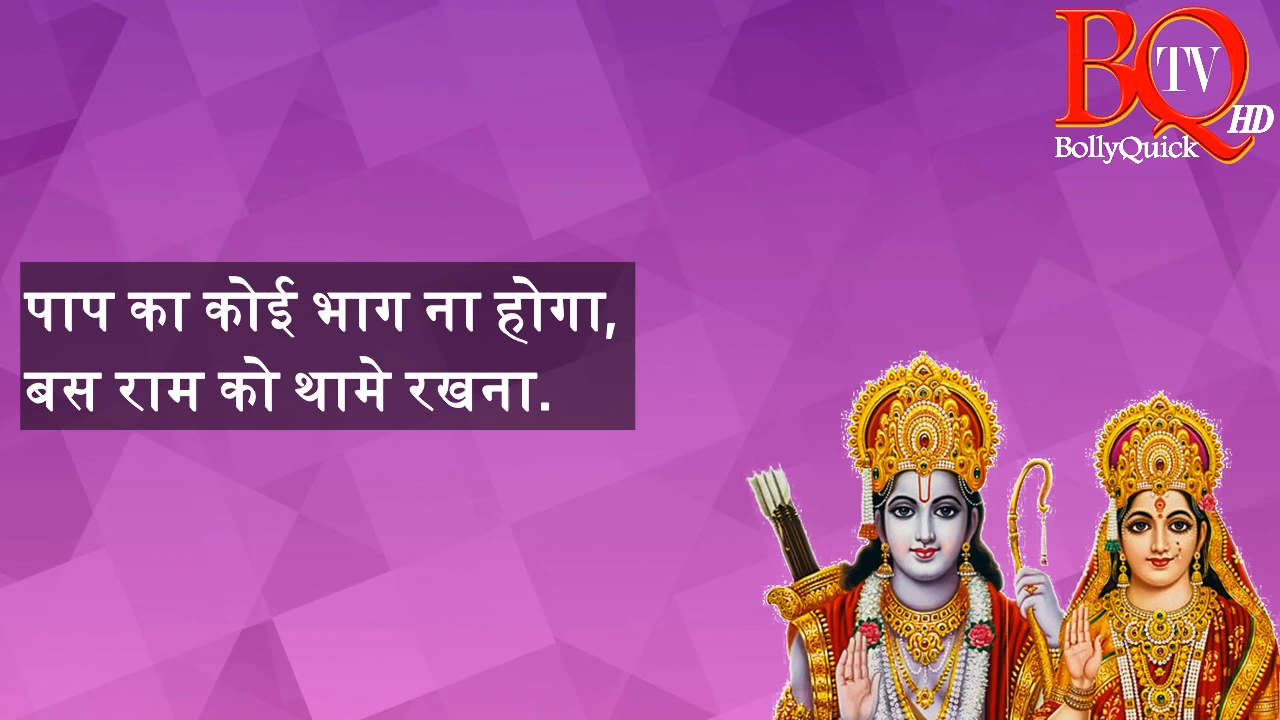 BQ
TV
HD
BollyQuick
पाप का कोई भाग ना होगा,
बस राम को थामे रखना.